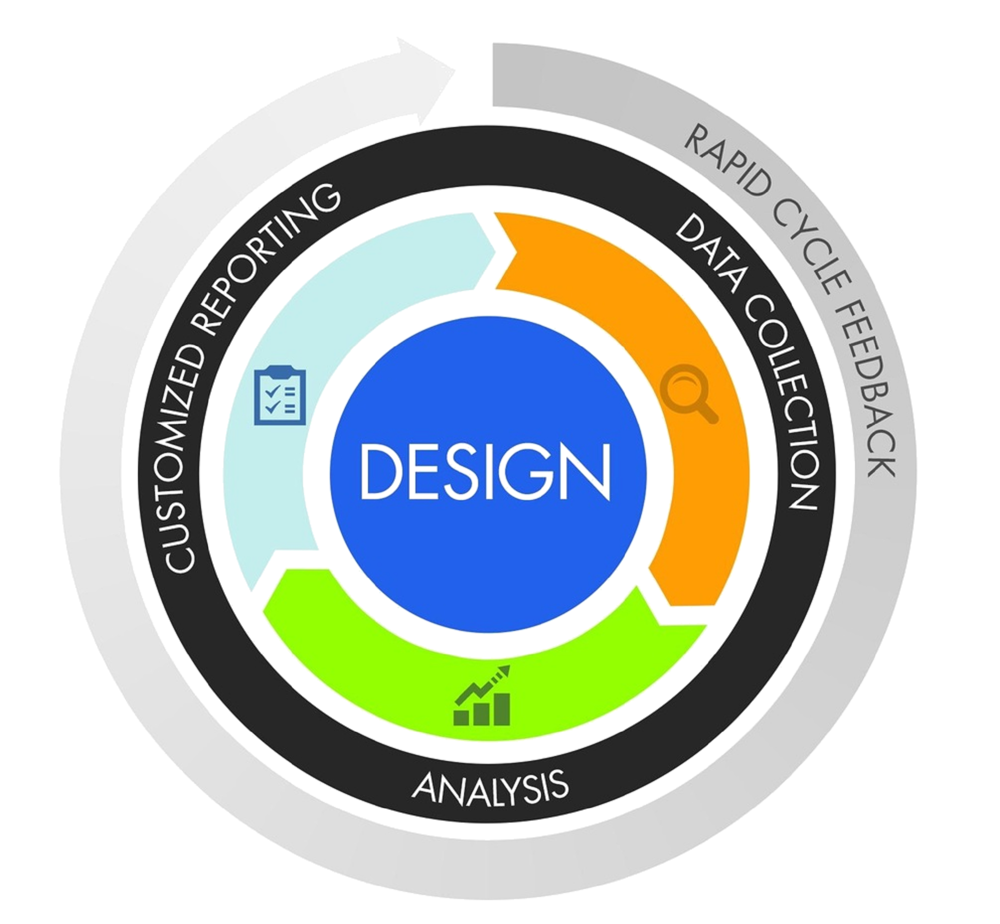 RAPID CYCLE FEEDBACK
DATA COLLECTION
CUSTOMIZED REPORTING
DESIGN
ANALYSIS